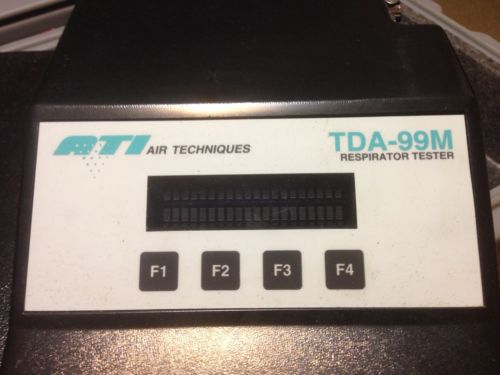 ATI AIR TECHNIQUES
TDA-99M
RESPIRATOR TESTER
F1 F2 F3 F4